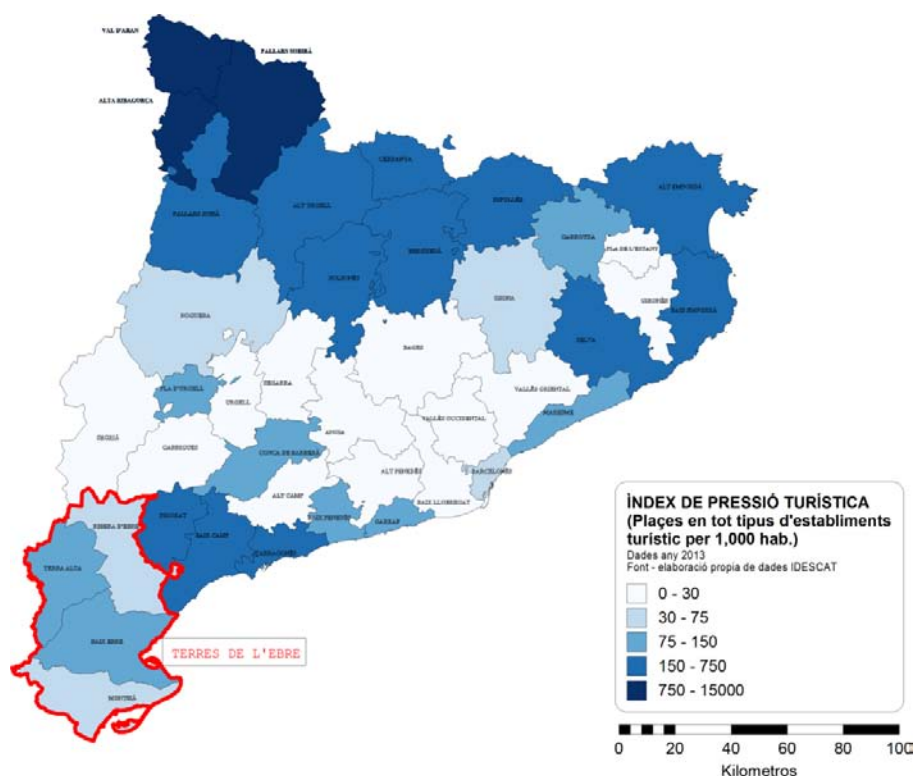 VAL D'ARAN
PALLARS SOBIRÀ
ALTA RIBAGORÇA
CERDANYA
ALT EMPORDÀ
RIPOLLÈS
ALT URGELL
PALLARS JUSSÀ
GARROTXA
PLA DE L'ESTANY
BERGUEDÀ
SOLSONÈS
OSONA
GIRONÈS
BAIX EMPORDÀ
NOGUERA
SELVA
BAGES
PLA D'URGELL
SEGARRA
VALLÈS ORIENTAL
URGELL
MARESME
VALLÈS OCCIDENTAL
SEGRIÀ
ANOIA
GARRIGUES
CONCA DE BARBERÀ
ALT PENEDÈS
BARCELONÈS
ALT CAMP
BAIX LLOBREGAT
PRIORAT
BAIX PENEDÈS
GARRAF
RIBERA D'EBRE
BAIX CAMP
TARRAGONÈS
TERRA ALTA
BAIX EBRE
TERRES DE L'EBRE
MONTSIÀ
ÌNDEX DE PRESSIÓ TURÍSTICA
(Plaçes en tot tipus d'establiments
turistic per 1,000 hab.)
Dades any 2013
Font - elaboració propia de dades IDESCAT
0 - 30
30 - 75
75 - 150
150 - 750
750 - 15000
0 20 40 60 80 100
Kilometros